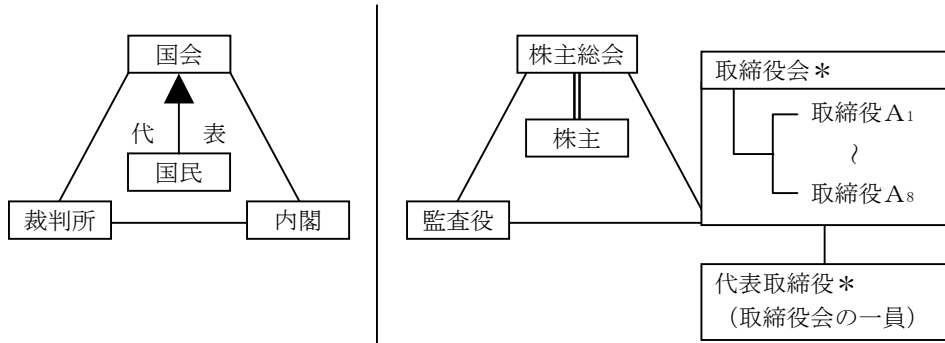 国会
代 表
国民
裁判所
内閣
株主総会
株主
監査役
取締役会＊
取締役A1
～
取締役A8
代表取締役＊
（取締役会の一員）